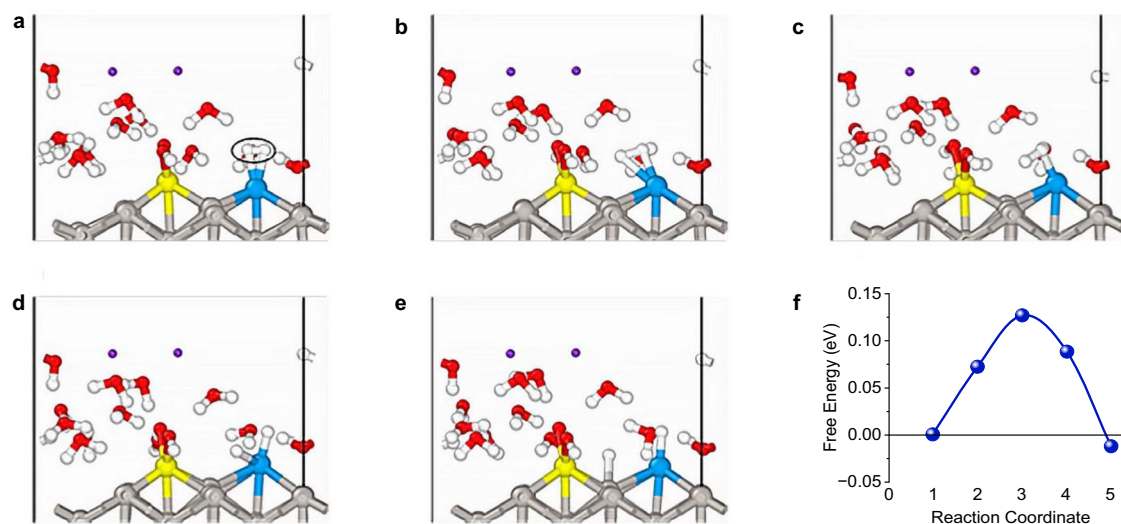 a
b
c
d
e
f
0.15
0.10
0.05
0.00
−0.05
Free Energy (eV)
0 1 2 3 4 5
Reaction Coordinate